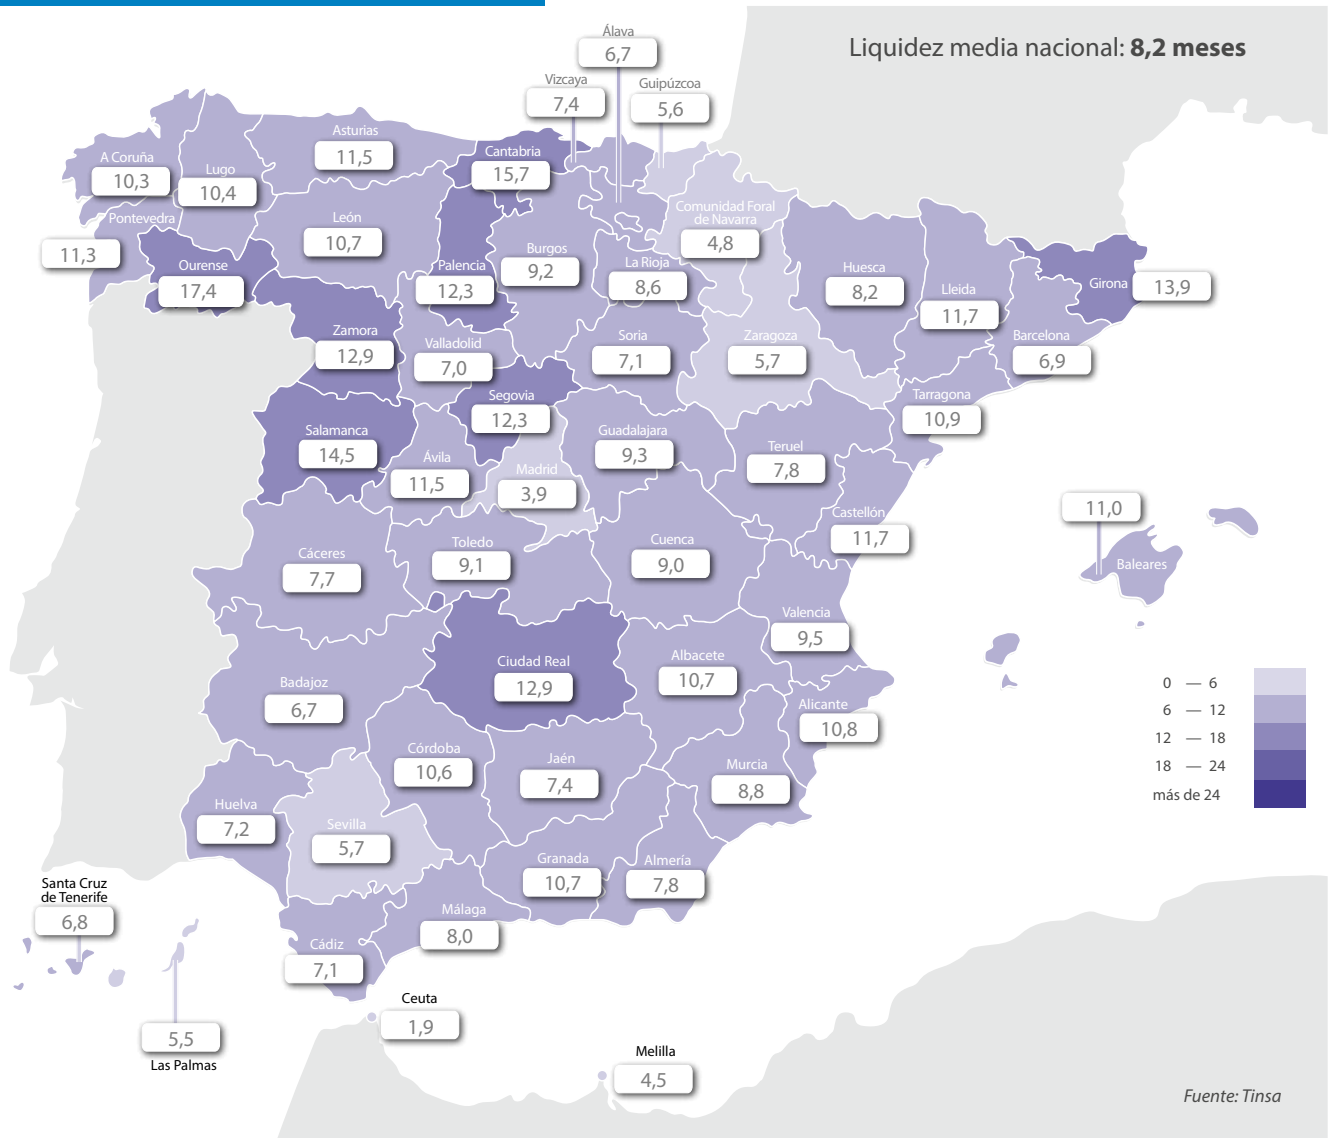 Liquidez media nacional: 8,2 meses
Álava
6,7
Vizcaya
7,4
Guipúzcoa
5,6
Asturias
11,5
Cantabria
15,7
A Coruña
10,3
Lugo
10,4
Pontevedra
11,3
Ourense
17,4
León
10,7
Palencia
12,3
Burgos
9,2
La Rioja
8,6
Comunidad Foral
de Navarra
4,8
Huesca
8,2
Lleida
11,7
Girona
13,9
Barcelona
6,9
Zamora
12,9
Valladolid
7,0
Soria
7,1
Zaragoza
5,7
Tarragona
10,9
Segovia
12,3
Salamanca
14,5
Ávila
11,5
Madrid
3,9
Guadalajara
9,3
Teruel
7,8
Castellón
11,7
11,0
Baleares
Cáceres
7,7
Toledo
9,1
Cuenca
9,0
Valencia
9,5
Ciudad Real
12,9
Albacete
10,7
Badajoz
6,7
Alicante
10,8
Córdoba
10,6
Jaén
7,4
Murcia
8,8
Huelva
7,2
Sevilla
5,7
Granada
10,7
Almería
7,8
Málaga
8,0
Cádiz
7,1
Santa Cruz
de Tenerife
6,8
5,5
Las Palmas
Ceuta
1,9
Melilla
4,5
0 — 6
6 — 12
12 — 18
18 — 24
más de 24
Fuente: Tinsa